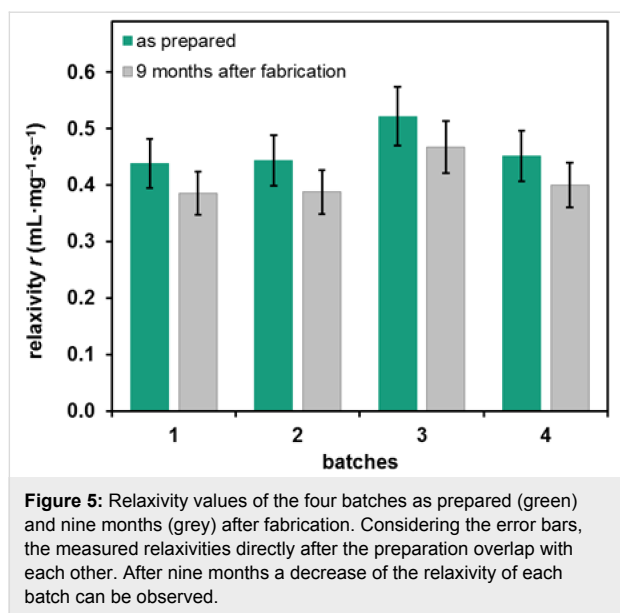 as prepared
9 months after fabrication
0.6
0.5
0.4
0.3
0.2
0.1
0.0
relaxivity r (mL·mg⁻¹·s⁻¹)
1 2 3 4
batches
Figure 5: Relaxivity values of the four batches as prepared (green)
and nine months (grey) after fabrication. Considering the error bars,
the measured relaxivities directly after the preparation overlap with
each other. After nine months a decrease of the relaxivity of each
batch can be observed.